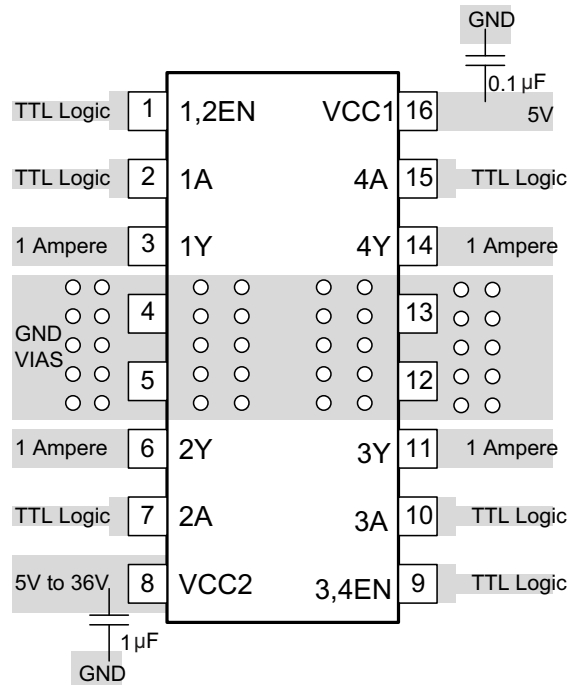 GND
0.1 µF
TTL Logic 1 1,2EN VCC1 16 5V
TTL Logic 2 1A 4A 15 TTL Logic
1 Ampere 3 1Y 4Y 14 1 Ampere
4 13
GND
VIAS
5 12
1 Ampere 6 2Y 3Y 11 1 Ampere
TTL Logic 7 2A 3A 10 TTL Logic
5V to 36V 8 VCC2 3,4EN 9 TTL Logic
1 µF
GND